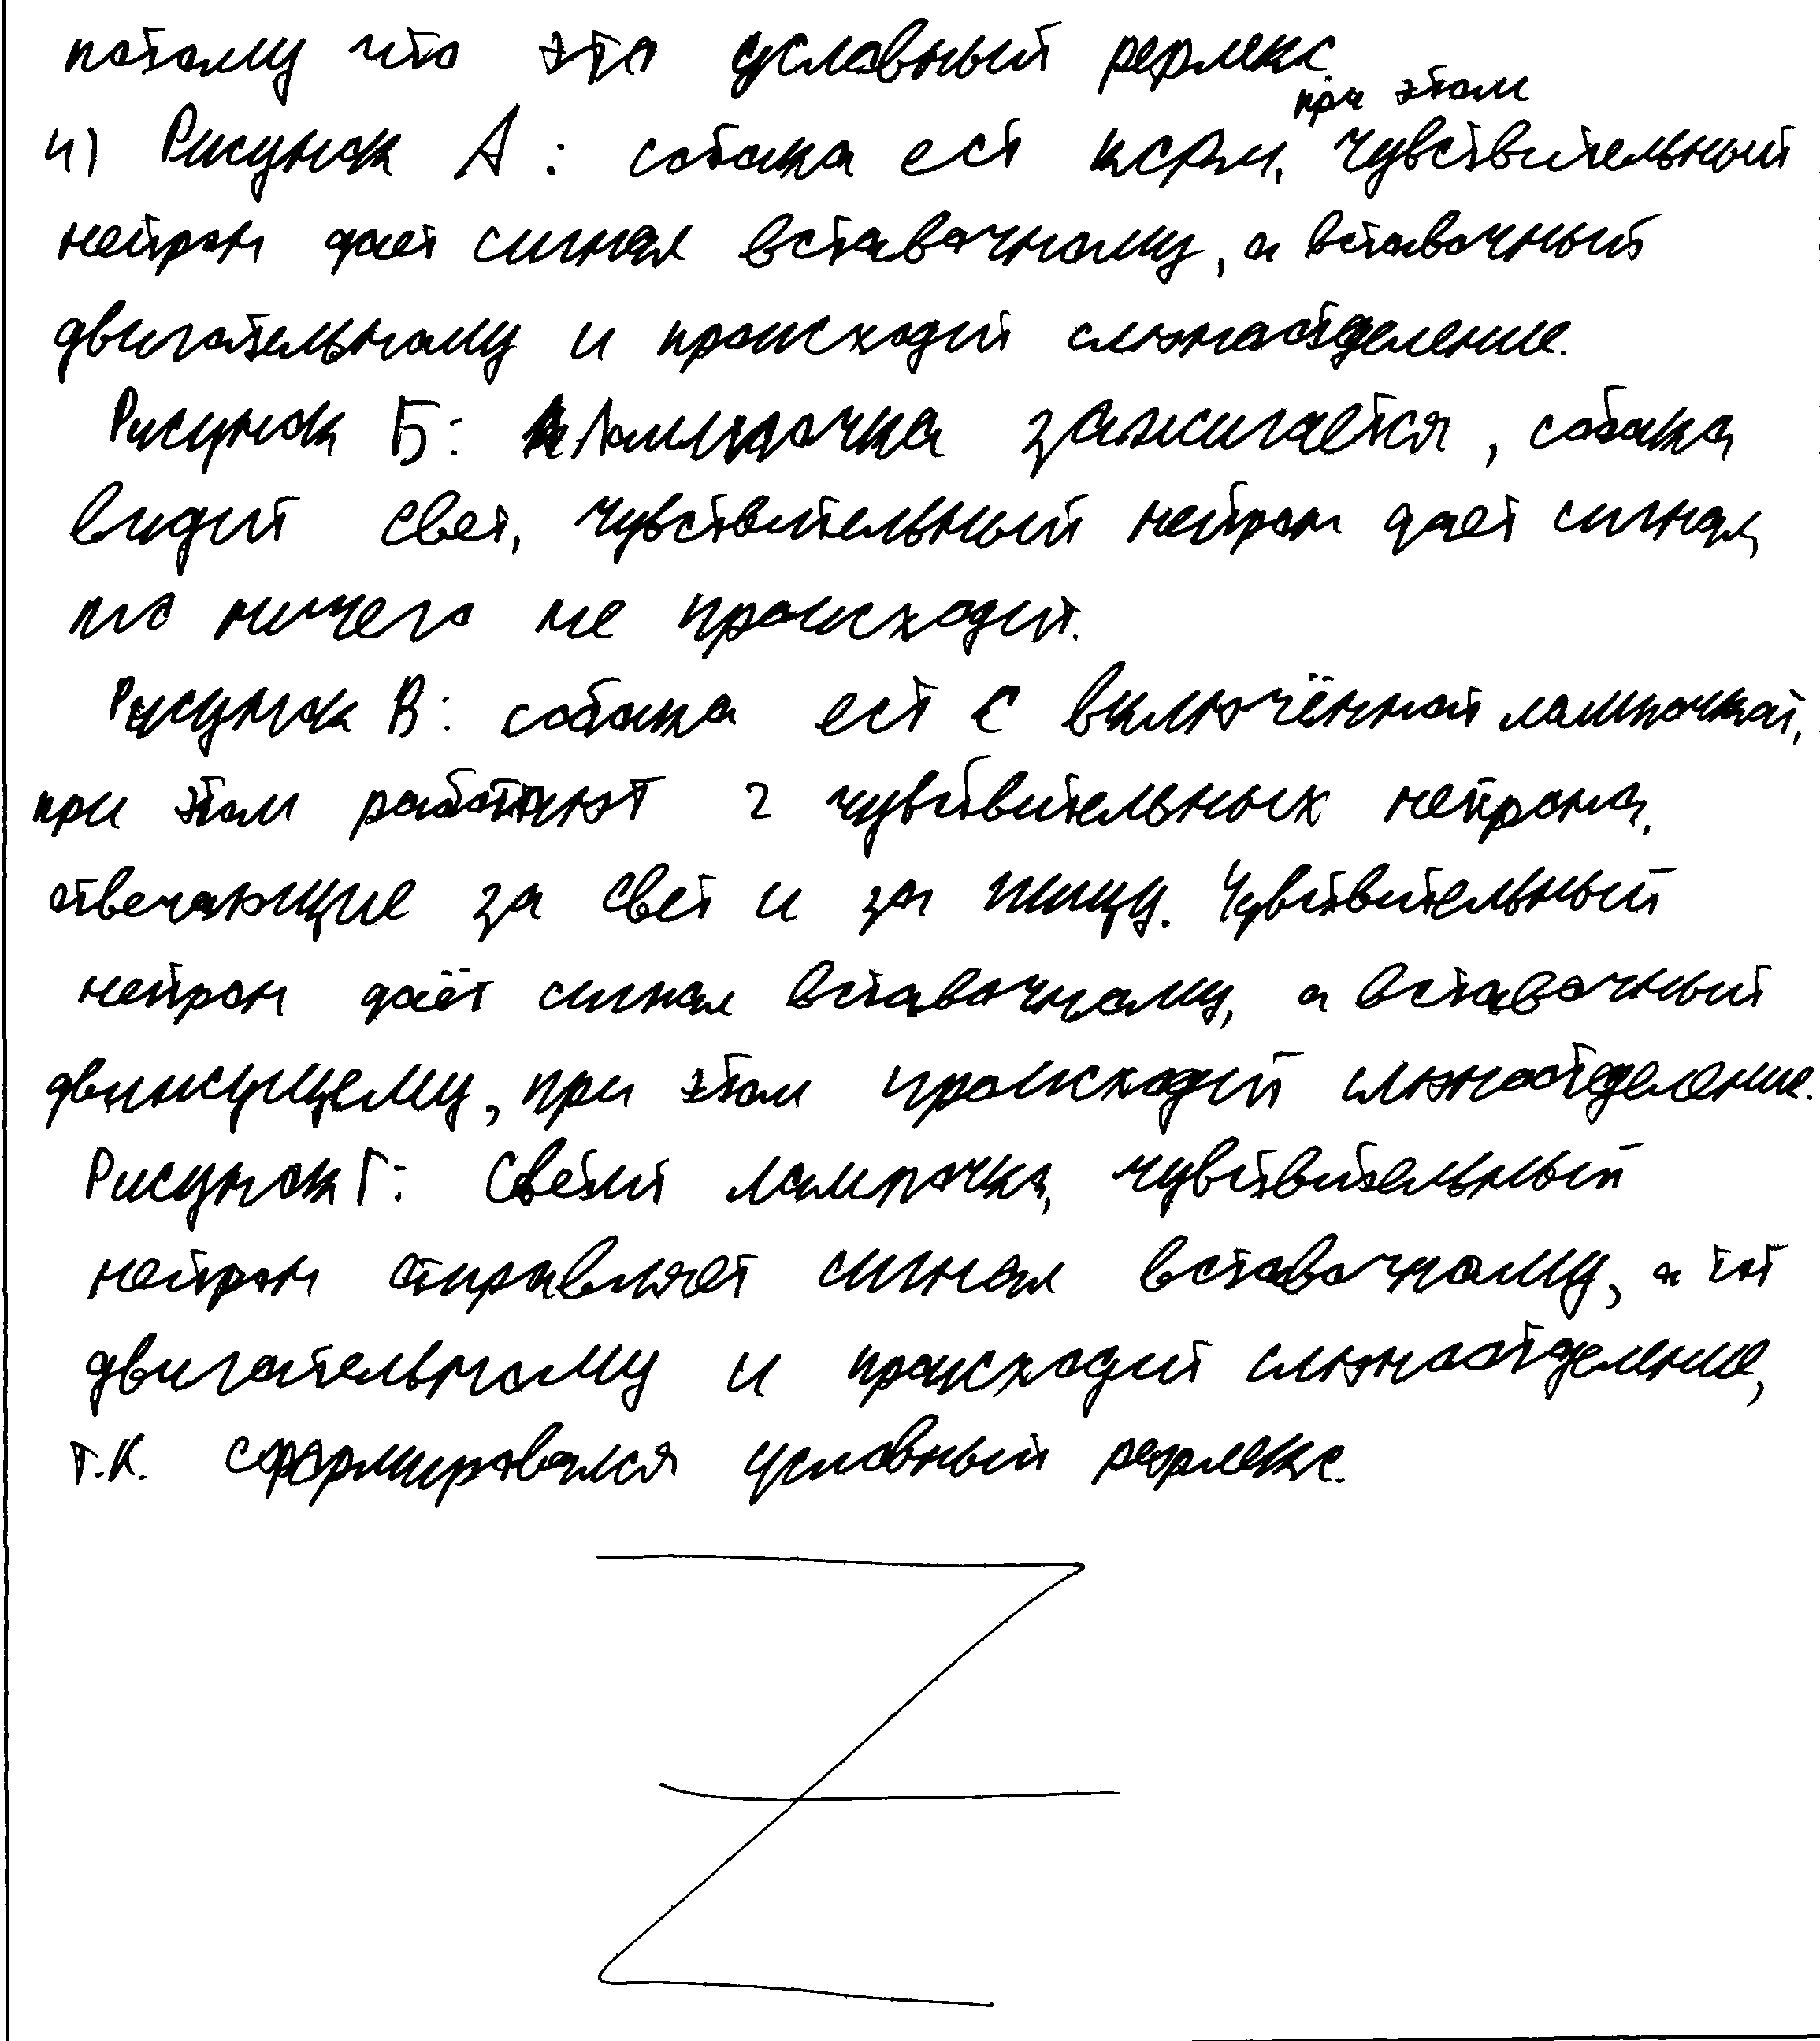 потому что это условный рефлекс.
при этом
4) Рисунок А: собака ест корм, чувствительный
нейрон дает сигнал вставочному, а вставочный
двигательному и происходит слюноотделение.
Рисунок Б: Лампочка зажигается, собака
видит свет, чувствительный нейрон дает сигнал,
но ничего не происходит.
Рисунок В: собака ест с включённой лампочкой,
при этом работают 2 чувствительных нейрона,
отвечающие за свет и за пищу. Чувствительный
нейрон даёт сигнал вставочному, а вставочный
движущему, при этом происходит слюноотделение.
Рисунок Г: Светит лампочка, чувствительный
нейрон отправляет сигнал вставочному, а тот
двигательному и происходит слюноотделение,
т.к. сформировался условный рефлекс.